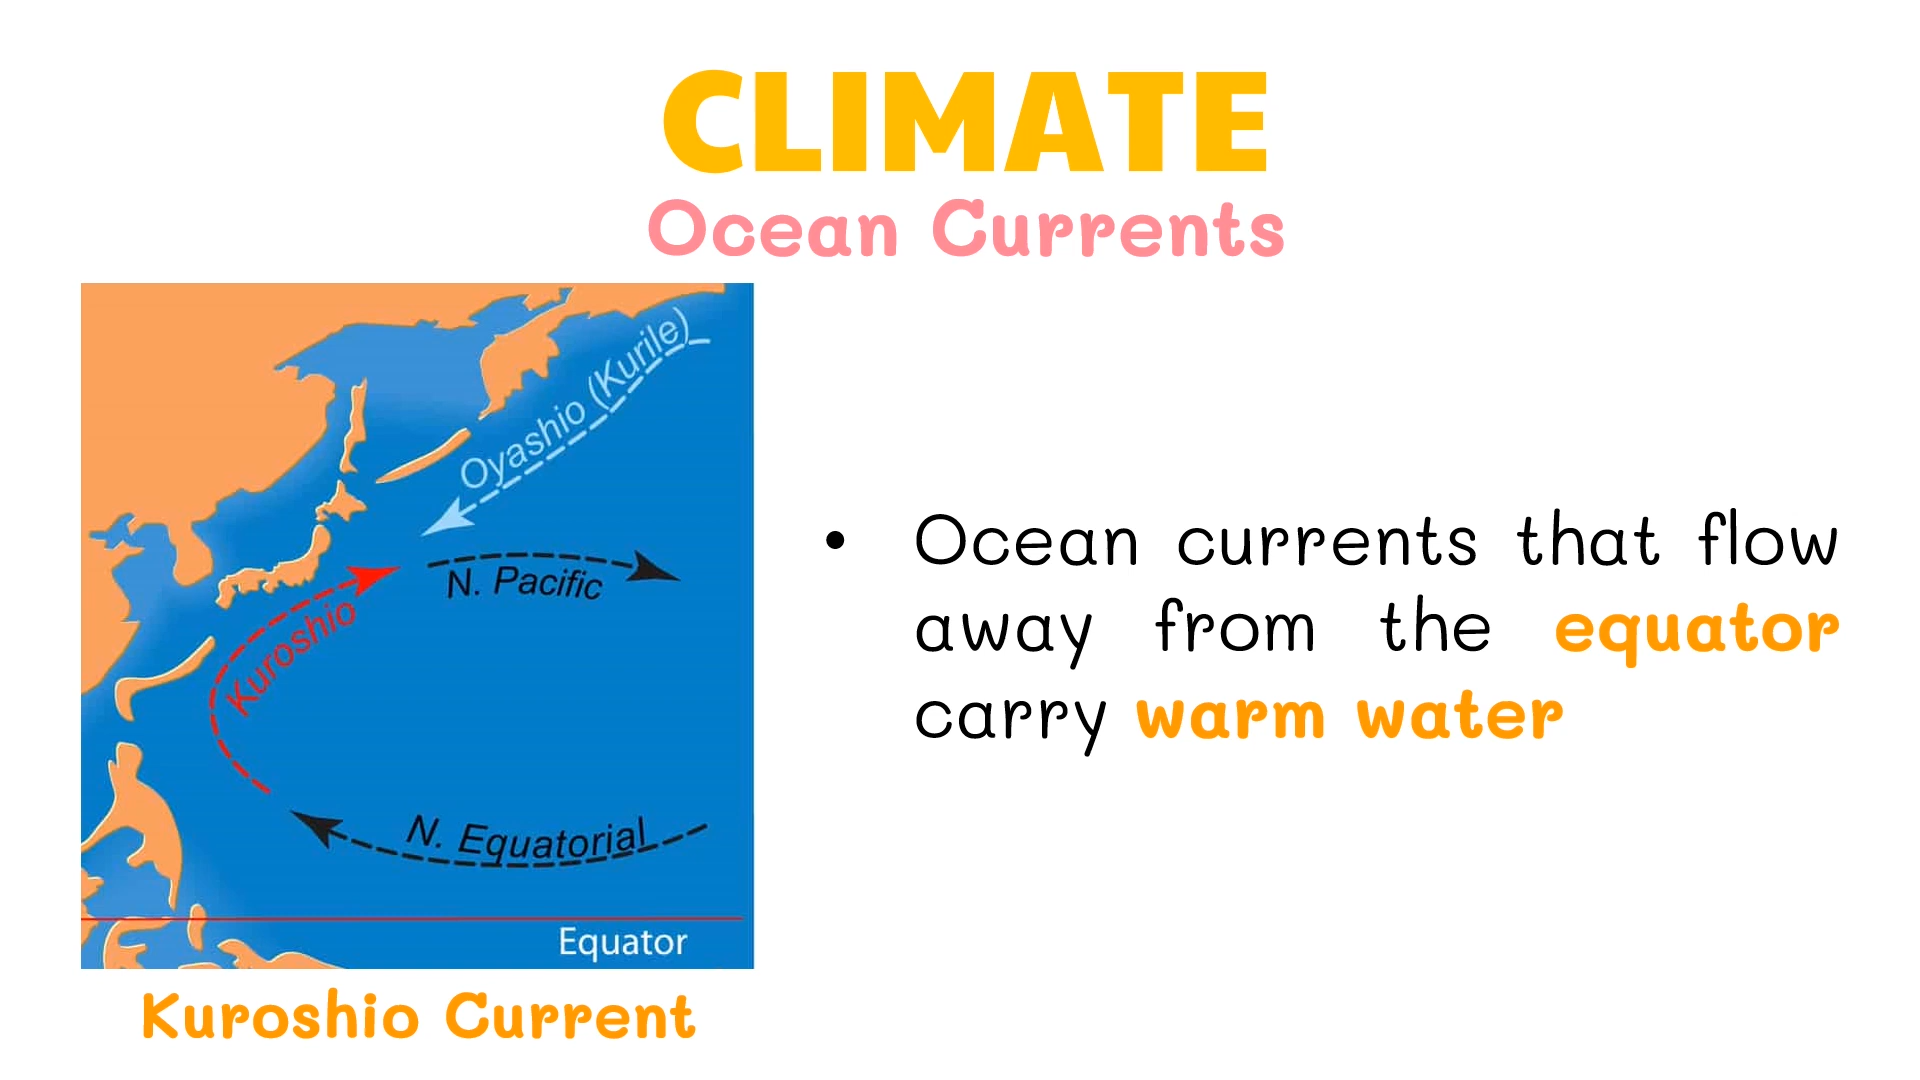 CLIMATE
Ocean Currents
Oyashio (Kurile)
N. Pacific
Kuroshio
N. Equatorial
Equator
Kuroshio Current
• Ocean currents that flow
away from the equator
carry warm water